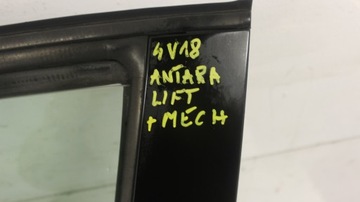 4V18
ANTARA
LIFT
+ MECH